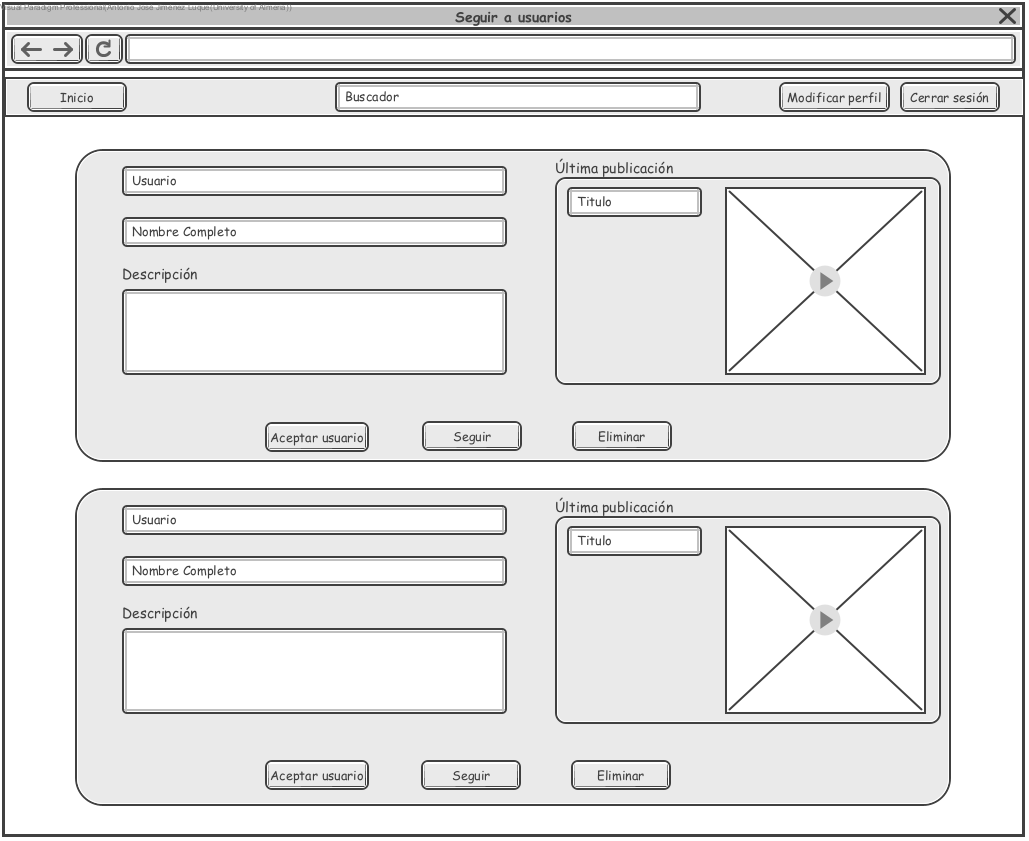 Visual Paradigm Professional(Antonio José Jiménez Luque(University of Almería))
Seguir a usuarios
Inicio
Buscador
Modificar perfil
Cerrar sesión
Usuario
Nombre Completo
Descripción
Última publicación
Titulo
Aceptar usuario
Seguir
Eliminar
Usuario
Nombre Completo
Descripción
Última publicación
Titulo
Aceptar usuario
Seguir
Eliminar